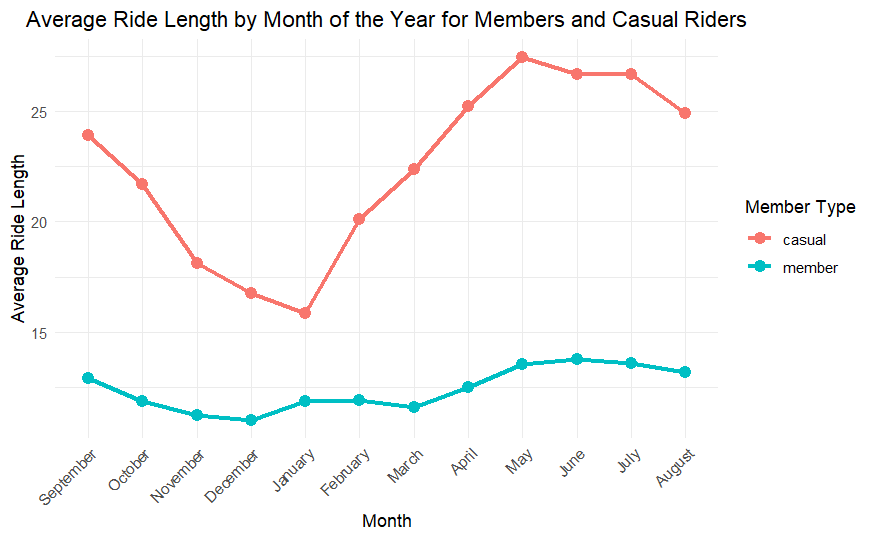 Average Ride Length by Month of the Year for Members and Casual Riders
Average Ride Length
25
20
15
September
October
November
December
January
February
March
April
May
June
July
August
Month
Member Type
casual
member